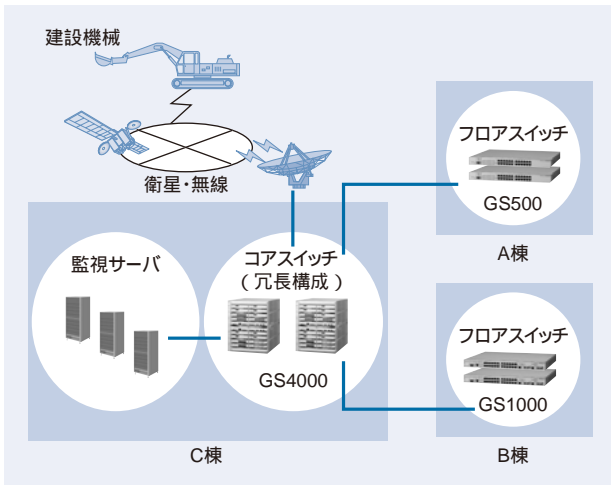 建設機械
衛星・無線
監視サーバ
コアスイッチ
(冗長構成)
GS4000
C棟
フロアスイッチ
GS500
A棟
フロアスイッチ
GS1000
B棟